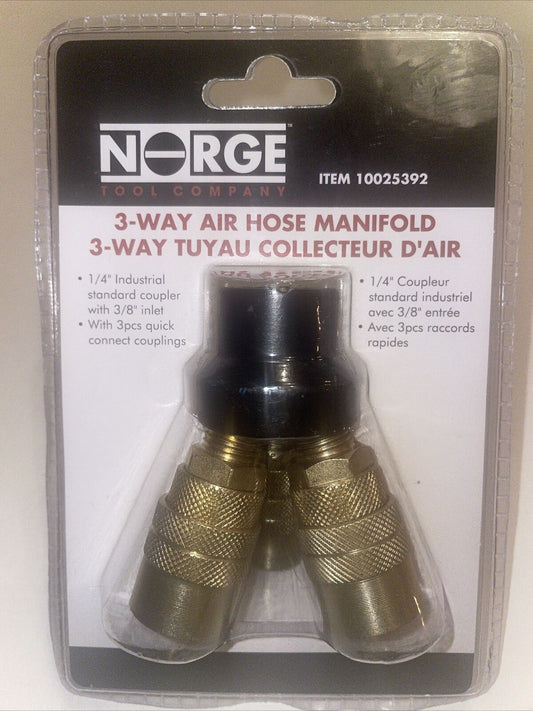 NORGE™
TOOL COMPANY
ITEM 10025392
3-WAY AIR HOSE MANIFOLD
3-WAY TUYAU COLLECTEUR D'AIR
• 1/4" Industrial
standard coupler
with 3/8" inlet
• With 3pcs quick
connect couplings
• 1/4" Coupleur
standard industriel
avec 3/8" entrée
• Avec 3pcs raccords
rapides